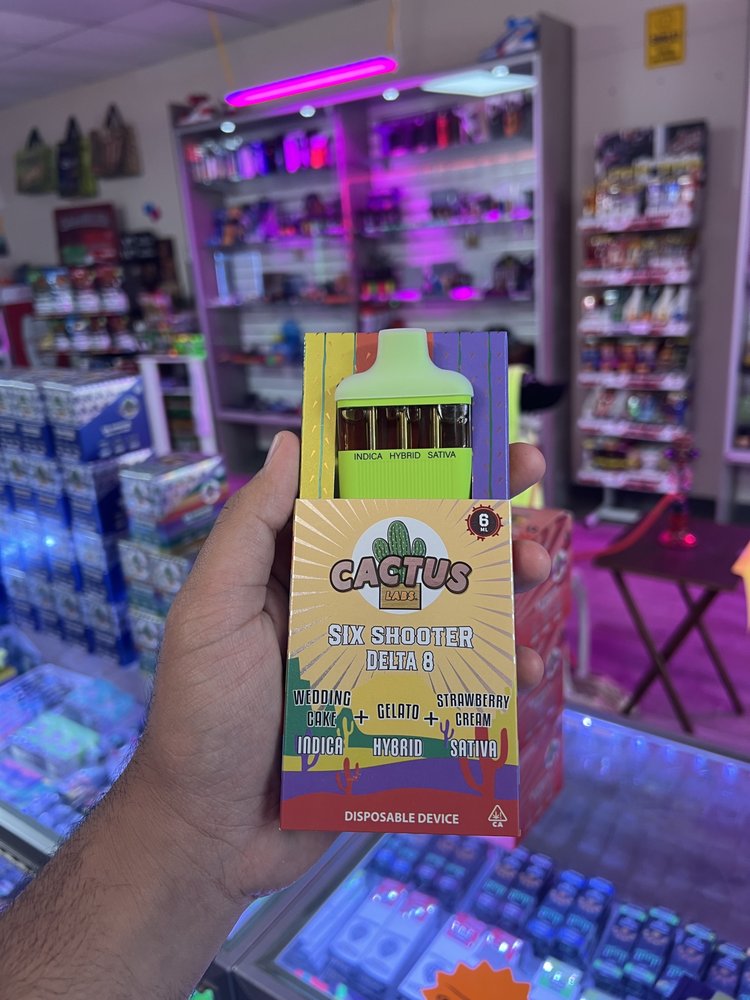 INDICA HYBRID SATIVA
6
ML
CACTUS
LABS
SIX SHOOTER
DELTA 8
WEDDING
CAKE
+ GELATO +
STRAWBERRY
CREAM
INDICA HYBRID SATIVA
DISPOSABLE DEVICE
CA